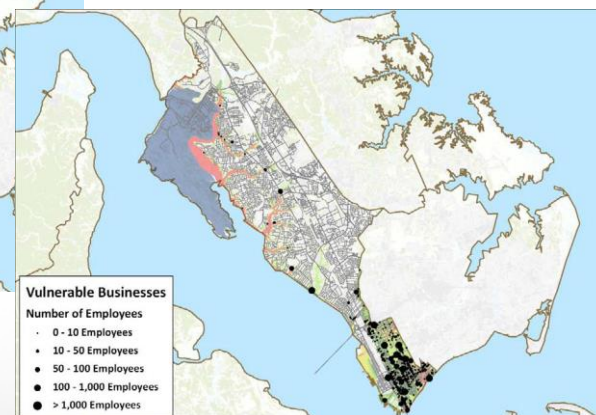 Vulnerable Businesses
Number of Employees
0 - 10 Employees
10 - 50 Employees
50 - 100 Employees
100 - 1,000 Employees
> 1,000 Employees